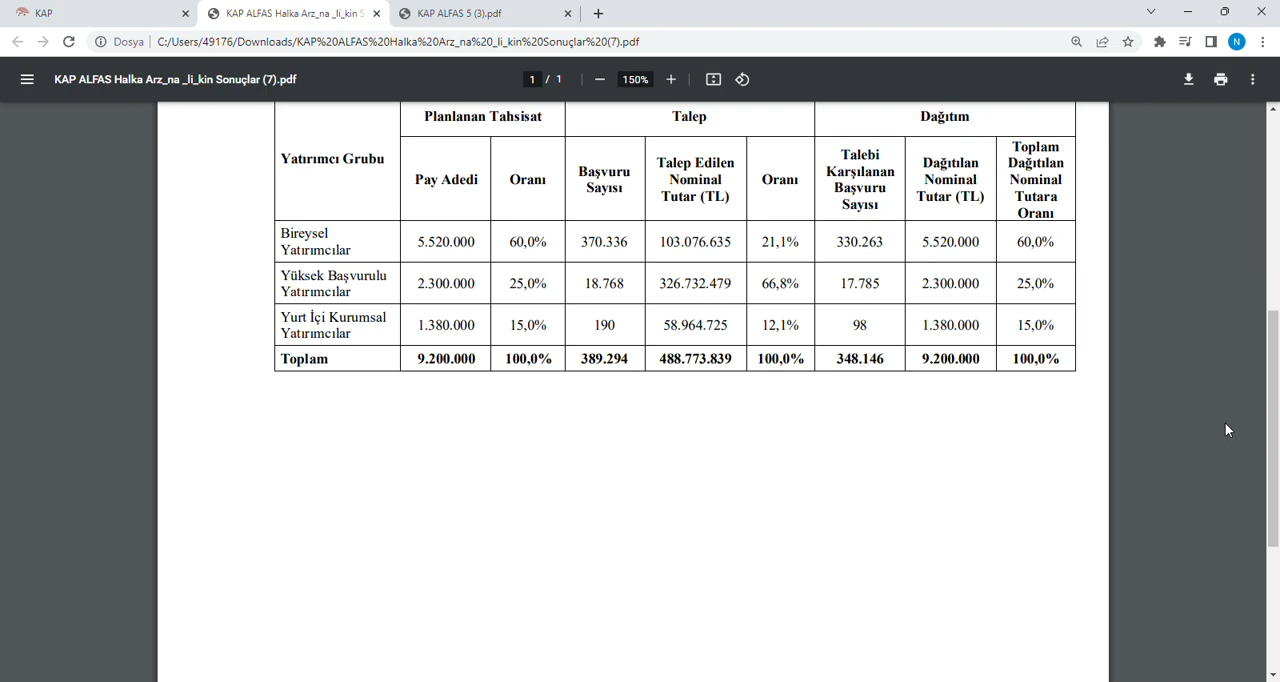 KAP
KAP ALFAS Halka Arz_na _li_kin S
KAP ALFAS 5 (3).pdf
Dosya
C:/Users/49176/Downloads/KAP%20ALFAS%20Halka%20Arz_na%20_li_kin%20Sonuçlar%20(7).pdf
N
KAP ALFAS Halka Arz_na _li_kin Sonuçlar (7).pdf
1 / 1
150%
Planlanan Tahsisat
Talep
Dağıtım
Yatırımcı Grubu
Pay Adedi
Oranı
Başvuru
Sayısı
Talep Edilen
Nominal
Tutar (TL)
Oranı
Talebi
Karşılanan
Başvuru
Sayısı
Dağıtılan
Nominal
Tutar (TL)
Toplam
Dağıtılan
Nominal
Tutara
Oranı
Bireysel
Yatırımcılar
5.520.000 60,0% 370.336 103.076.635 21,1% 330.263 5.520.000 60,0%
Yüksek Başvurulu
Yatırımcılar
2.300.000 25,0% 18.768 326.732.479 66,8% 17.785 2.300.000 25,0%
Yurt İçi Kurumsal
Yatırımcılar
1.380.000 15,0% 190 58.964.725 12,1% 98 1.380.000 15,0%
Toplam 9.200.000 100,0% 389.294 488.773.839 100,0% 348.146 9.200.000 100,0%